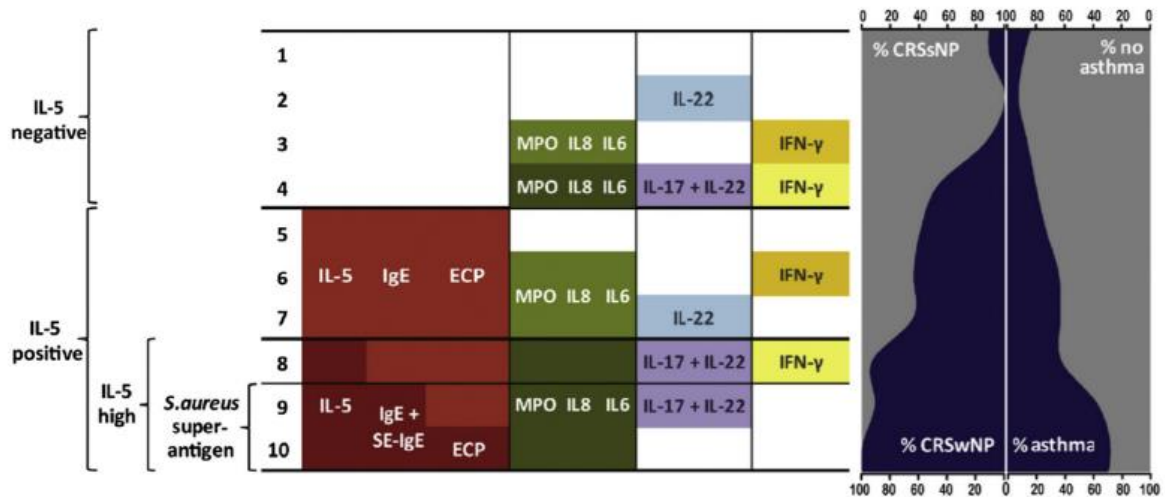 0 20 40 60 80 100 80 60 40 20 0
% CRSsNP
% no
asthma
IL-5
negative
1
2 IL-22
3 MPO IL8 IL6 IFN-γ
4 MPO IL8 IL6 IL-17 + IL-22 IFN-γ
IL-5
positive
5
6 IL-5 IgE ECP IFN-γ
MPO IL8 IL6
7 IL-22
IL-5
high
8 IL-17 + IL-22 IFN-γ
S.aureus
super-
antigen
9 IL-5 MPO IL8 IL6 IL-17 + IL-22
IgE +
SE-IgE
10 ECP
% CRSwNP % asthma
100 80 60 40 20 0 20 40 60 80 100